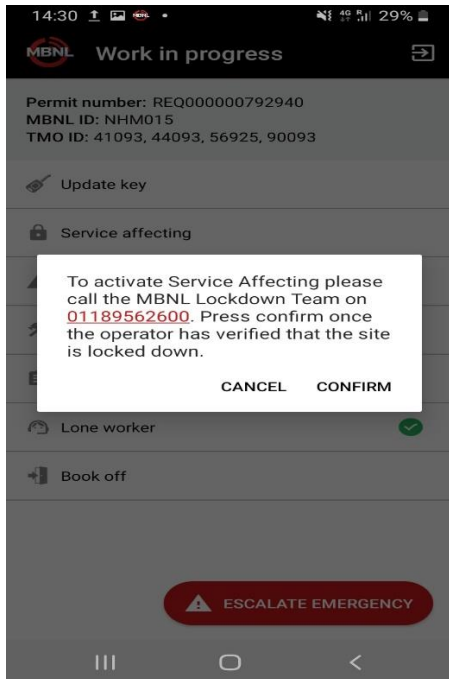 14:30 29%
MBNL Work in progress
Permit number: REQ000000792940
MBNL ID: NHM015
TMO ID: 41093, 44093, 56925, 90093
Update key
Service affecting
To activate Service Affecting please
call the MBNL Lockdown Team on
01189562600. Press confirm once
the operator has verified that the site
is locked down.
CANCEL CONFIRM
Lone worker
Book off
ESCALATE EMERGENCY